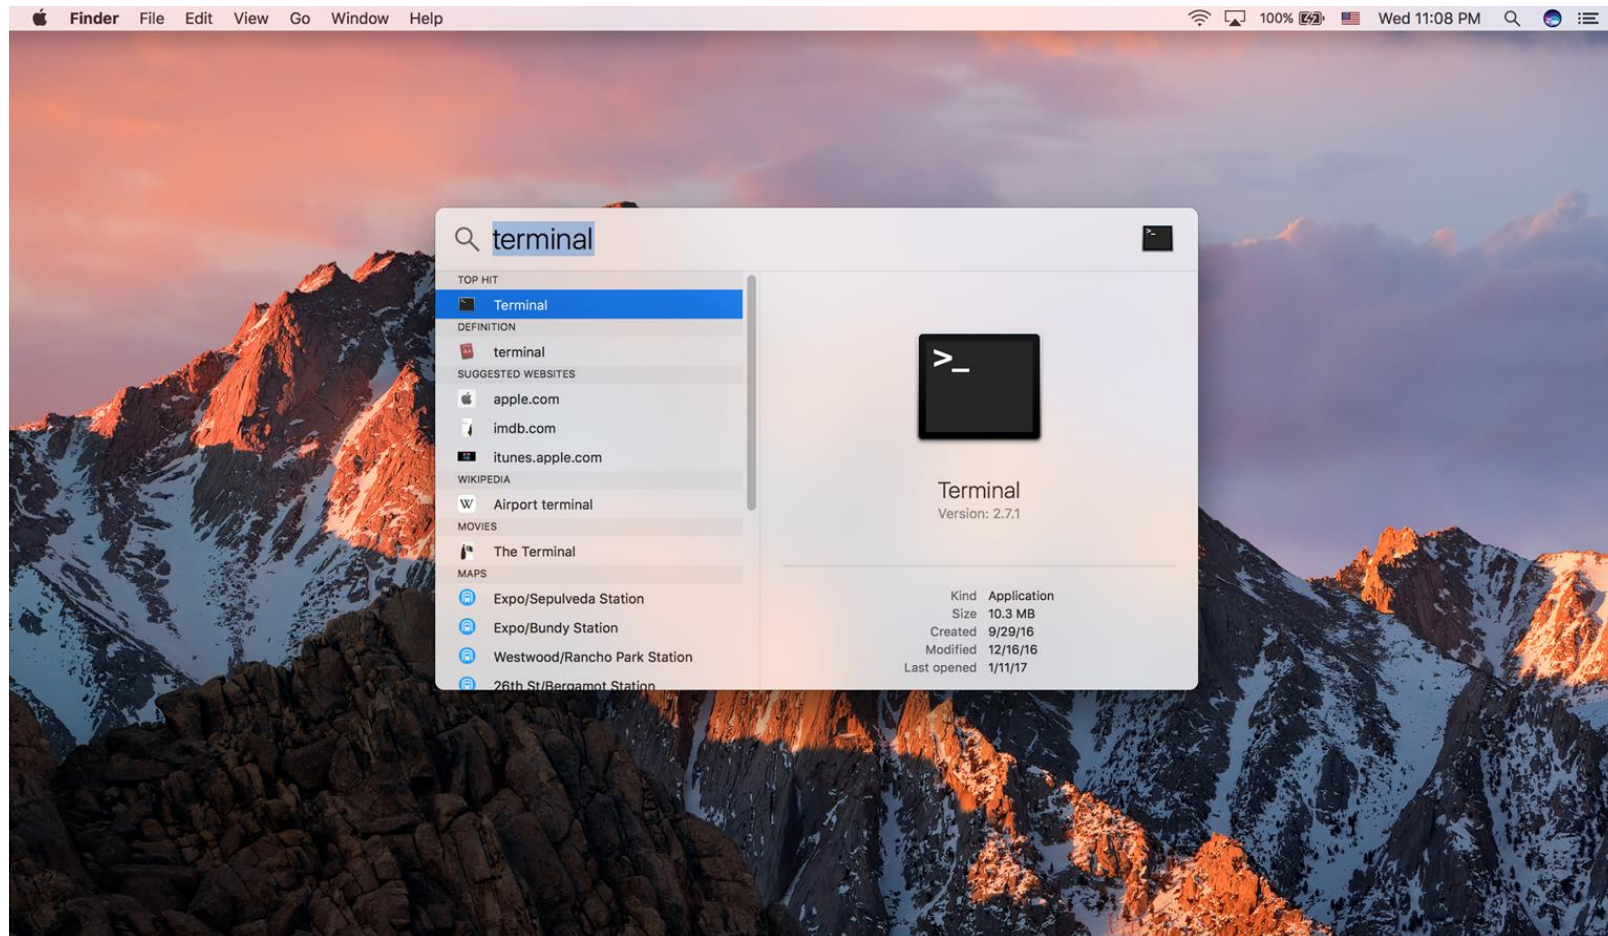 Finder File Edit View Go Window Help 100% Wed 11:08 PM
terminal
TOP HIT
Terminal
DEFINITION
terminal
SUGGESTED WEBSITES
apple.com
imdb.com
itunes.apple.com
WIKIPEDIA
W Airport terminal
MOVIES
The Terminal
MAPS
Expo/Sepulveda Station
Expo/Bundy Station
Westwood/Rancho Park Station
26th St/Bergamot Station
>_
Terminal
Version: 2.7.1
Kind Application
Size 10.3 MB
Created 9/29/16
Modified 12/16/16
Last opened 1/11/17